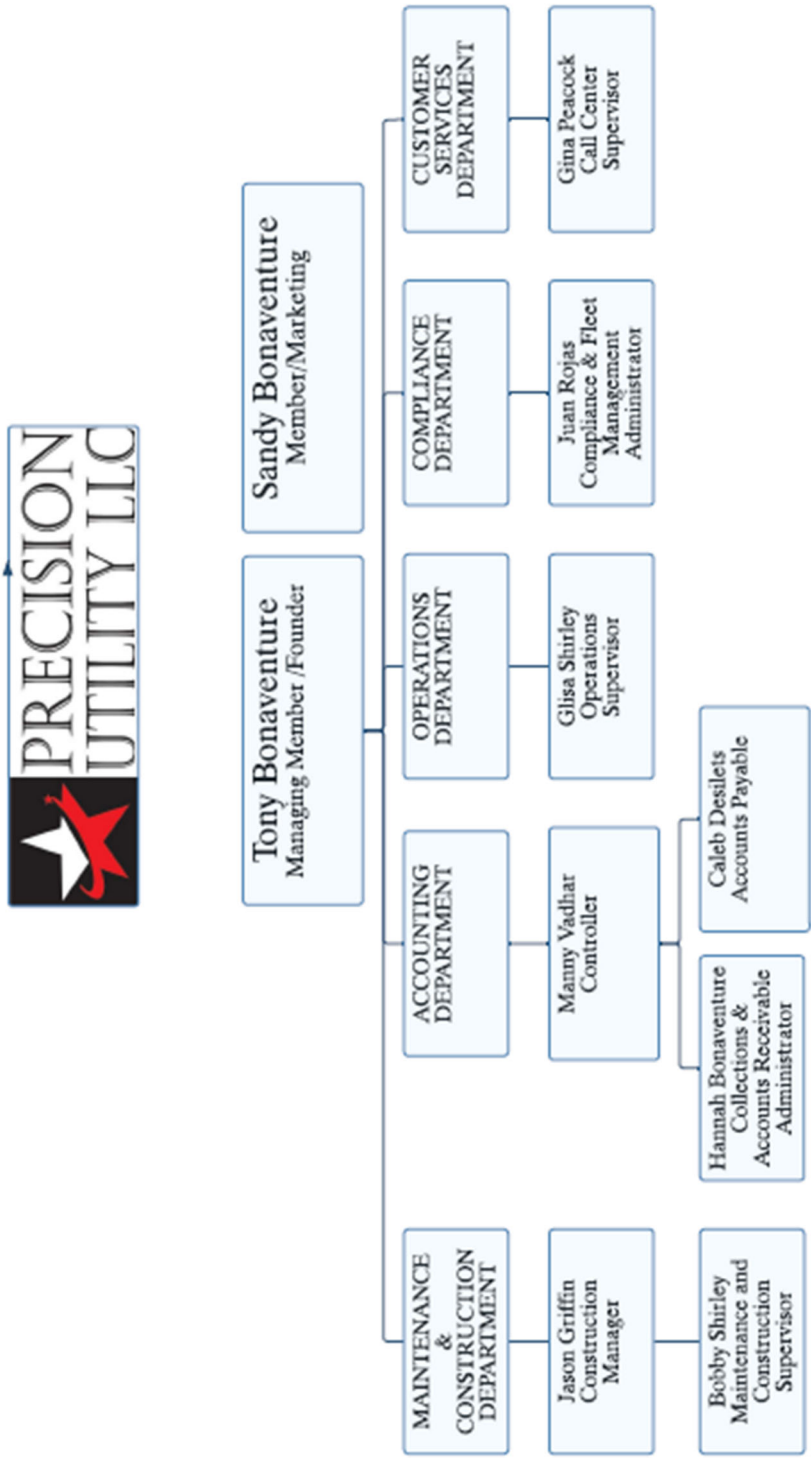 PRECISION
UTILITY LLC
Tony Bonaventure
Managing Member /Founder
Sandy Bonaventure
Member/Marketing
MAINTENANCE
&
CONSTRUCTION
DEPARTMENT
ACCOUNTING
DEPARTMENT
OPERATIONS
DEPARTMENT
COMPLIANCE
DEPARTMENT
CUSTOMER
SERVICES
DEPARTMENT
Jason Griffin
Construction
Manager
Manny Vadhar
Controller
Glisa Shirley
Operations
Supervisor
Juan Rojas
Compliance & Fleet
Management
Administrator
Gina Peacock
Call Center
Supervisor
Bobby Shirley
Maintenance and
Construction
Supervisor
Hannah Bonaventure
Collections &
Accounts Receivable
Administrator
Caleb Desilets
Accounts Payable